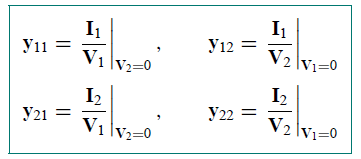 y11 = I1/V1 |V2=0 , y12 = I1/V2 |V1=0
y21 = I2/V1 |V2=0 , y22 = I2/V2 |V1=0